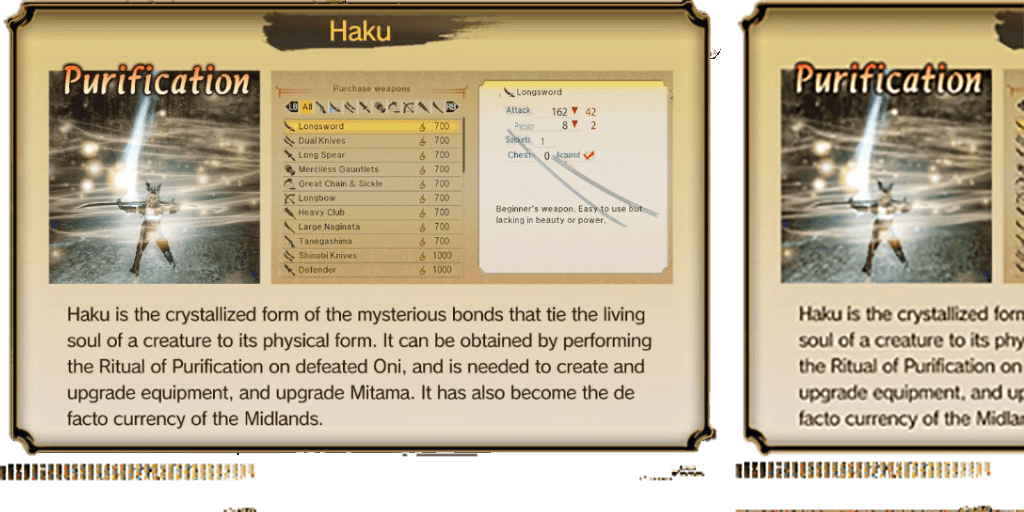 Haku
Purification
Purchase weapons
LB All RB
Longsword 700
Dual Knives 700
Long Spear 700
Merciless Gauntlets 700
Great Chain & Sickle 700
Longbow 700
Heavy Club 700
Large Naginata 700
Tanegashima 700
Shinobi Knives 1000
Defender 1000
Longsword
Attack 162 ▼ 42
Precision 8 ▼ 2
Sockets 1
Chest 0 Acquired
Beginner's weapon. Easy to use but
lacking in beauty or power.
Haku is the crystallized form of the mysterious bonds that tie the living
soul of a creature to its physical form. It can be obtained by performing
the Ritual of Purification on defeated Oni, and is needed to create and
upgrade equipment, and upgrade Mitama. It has also become the de
facto currency of the Midlands.
Purification
Haku is the crystallized form
soul of a creature to its phy
the Ritual of Purification on
upgrade equipment, and up
facto currency of the Midla